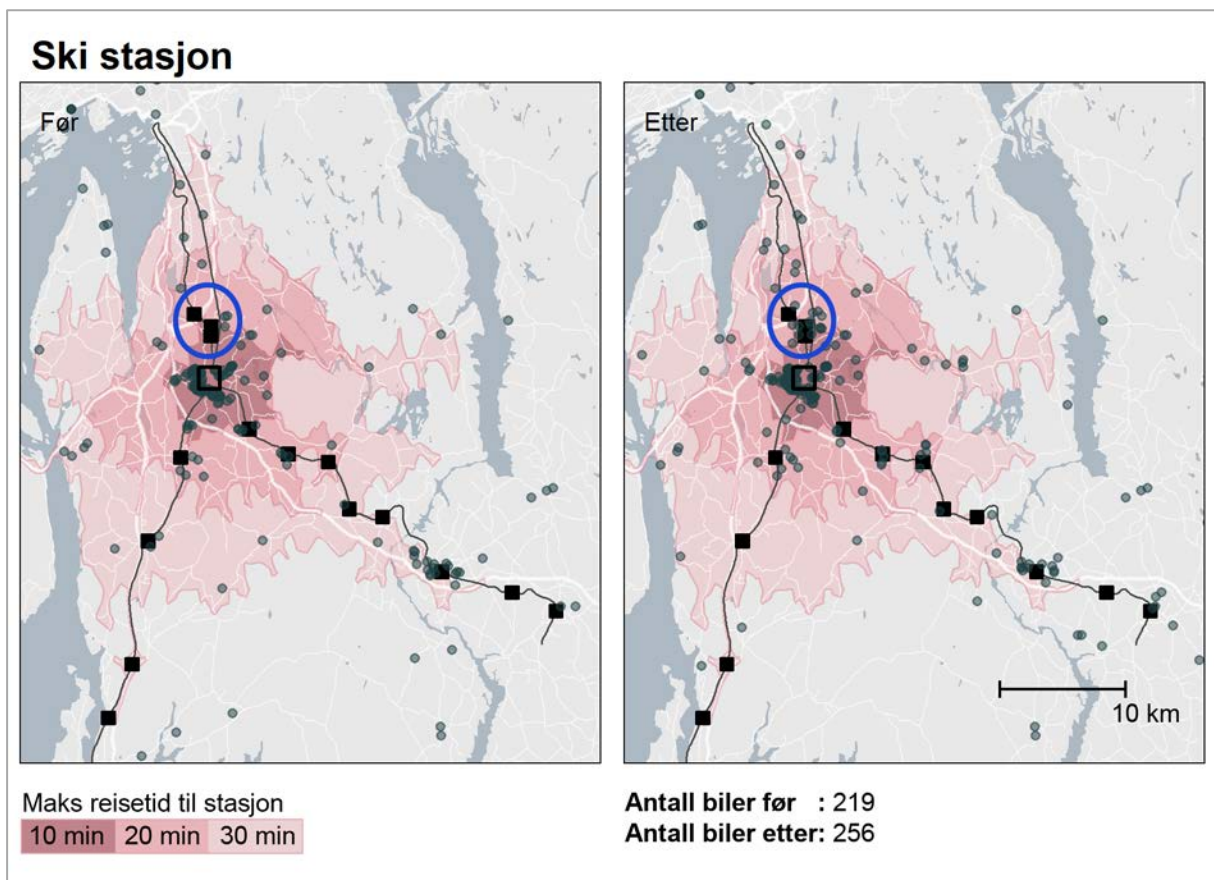 Ski stasjon
Før
Etter
10 km
Maks reisetid til stasjon
10 min 20 min 30 min
Antall biler før : 219
Antall biler etter: 256